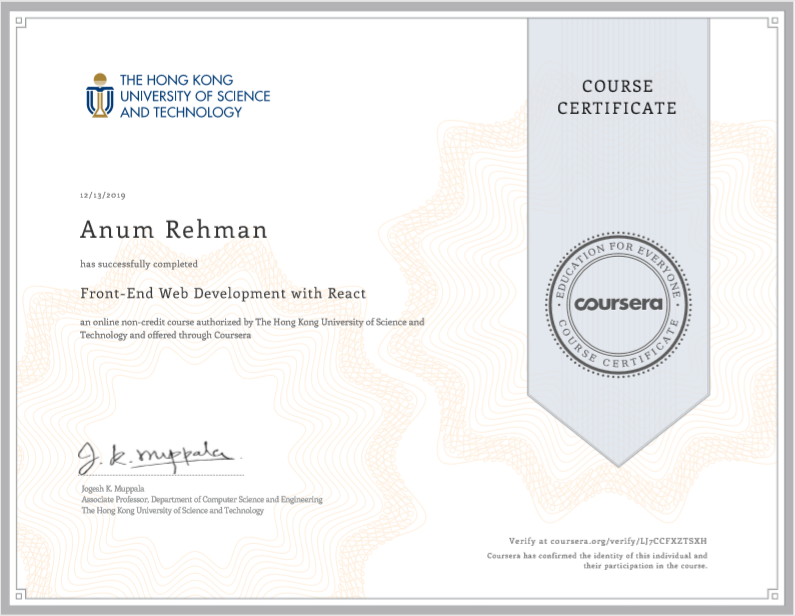 THE HONG KONG
UNIVERSITY OF SCIENCE
AND TECHNOLOGY
COURSE
CERTIFICATE
12/13/2019
Anum Rehman
has successfully completed
Front-End Web Development with React
an online non-credit course authorized by The Hong Kong University of Science and
Technology and offered through Coursera
EDUCATION FOR EVERYONE
coursera
COURSE CERTIFICATE
J. K. Muppala
Jogesh K. Muppala
Associate Professor, Department of Computer Science and Engineering
The Hong Kong University of Science and Technology
Verify at coursera.org/verify/LJ7CCFXZTSXH
Coursera has confirmed the identity of this individual and
their participation in the course.